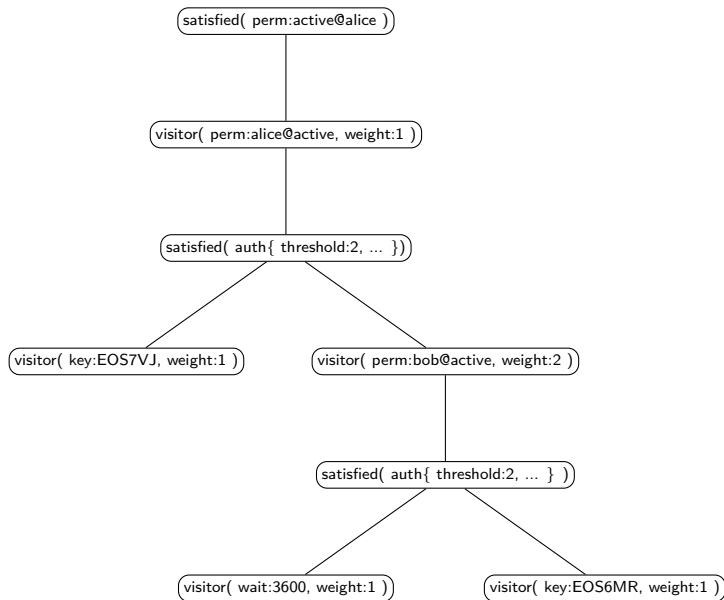 satisfied( perm:active@alice )
visitor( perm:alice@active, weight:1 )
satisfied( auth{ threshold:2, ... })
visitor( key:EOS7VJ, weight:1 )
visitor( perm:bob@active, weight:2 )
satisfied( auth{ threshold:2, ... } )
visitor( wait:3600, weight:1 )
visitor( key:EOS6MR, weight:1 )